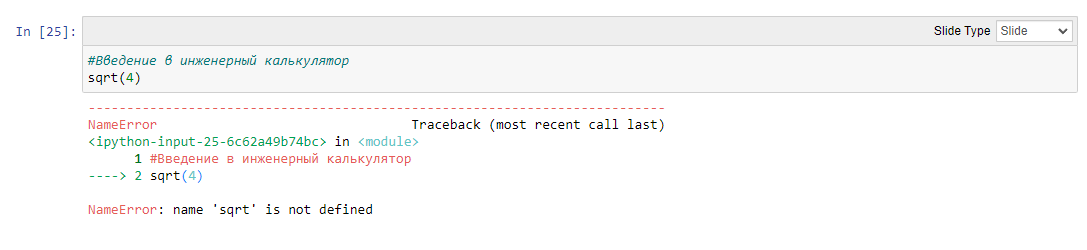 In [25]:
Slide Type Slide
#Введение в инженерный калькулятор
sqrt(4)
---------------------------------------------------------------------------
NameError                                 Traceback (most recent call last)
<ipython-input-25-6c62a49b74bc> in <module>
      1 #Введение в инженерный калькулятор
----> 2 sqrt(4)
NameError: name 'sqrt' is not defined